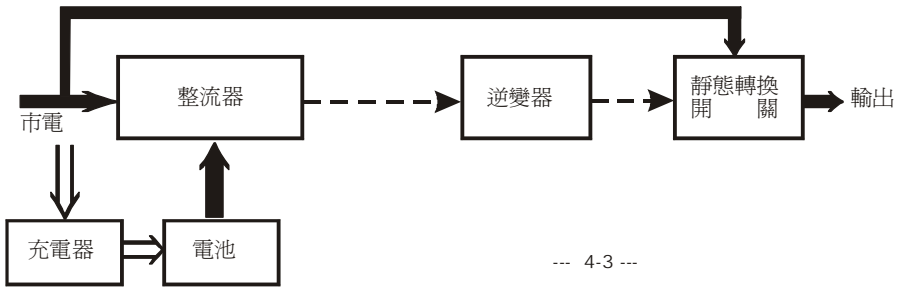 市電
整流器
逆變器
靜態轉換
開 關
輸出
充電器
電池
--- 4-3 ---